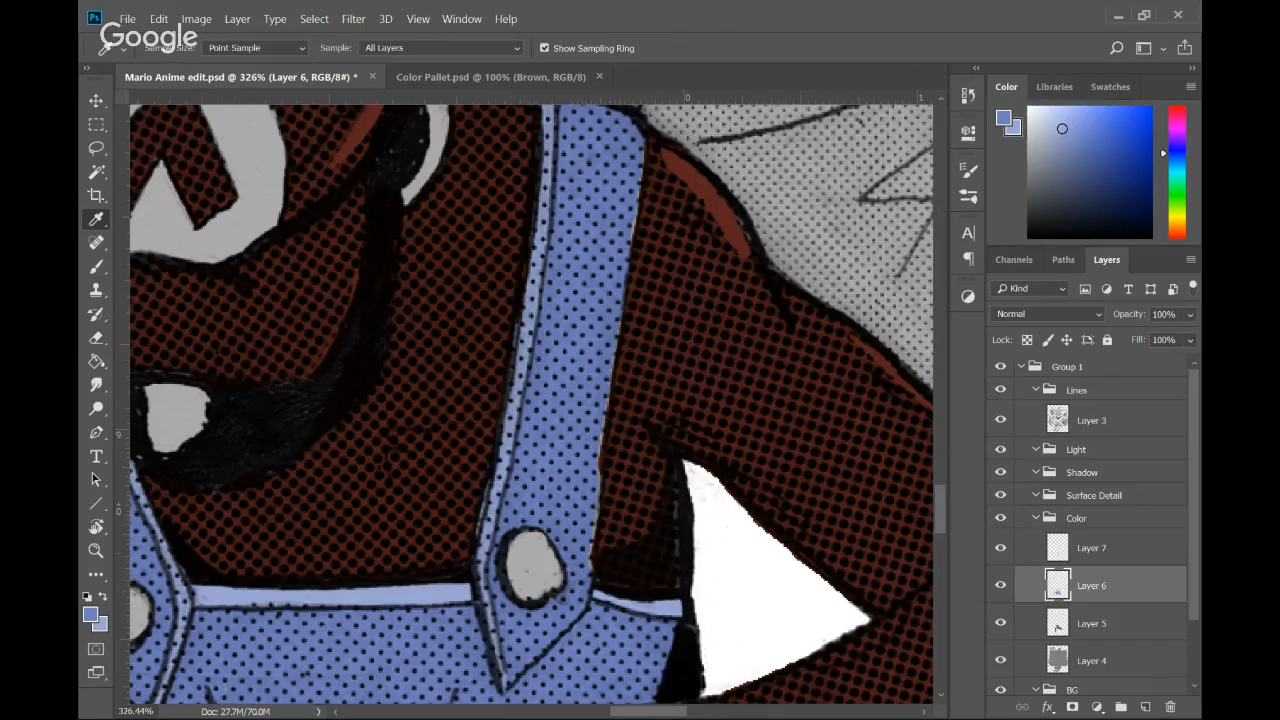 File Edit Image Layer Type Select Filter 3D View Window Help
Google
Size: Point Sample Sample: All Layers Show Sampling Ring
Mario Anime edit.psd @ 326% (Layer 6, RGB/8#) * Color Pallet.psd @ 100% (Brown, RGB/8)
Color Libraries Swatches
0 1
Channels Paths Layers
Kind
Normal Opacity: 100%
Lock: Fill: 100%
Group 1
Lines
Layer 3
Light
Shadow
Surface Detail
Color
Layer 7
Layer 6
Layer 5
Layer 4
BG
326.44% Doc: 27.7M/70.0M